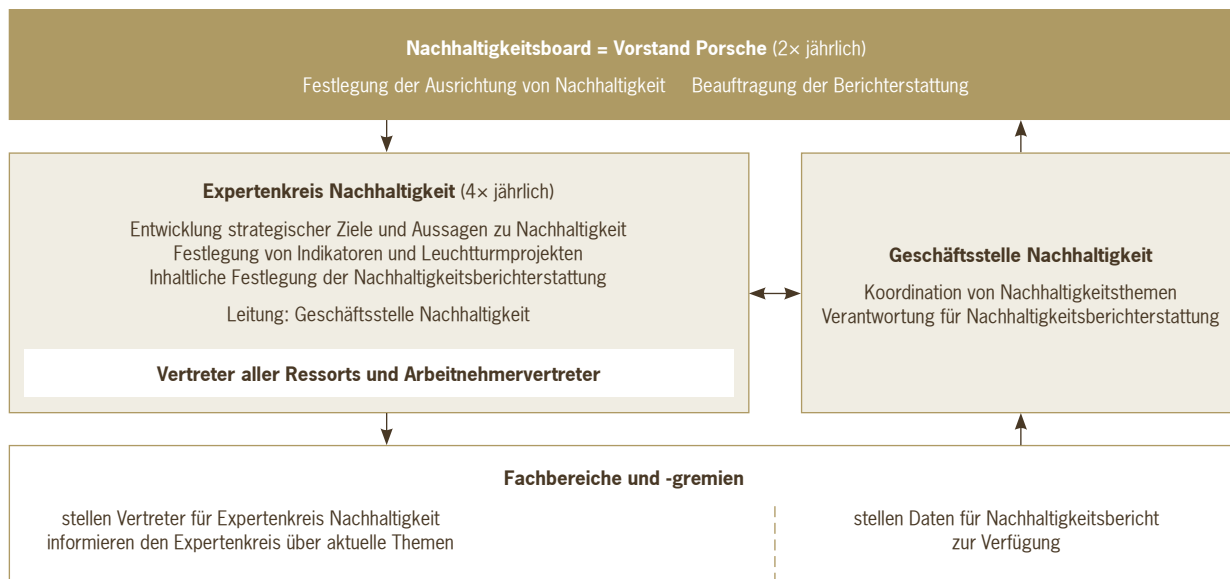 Nachhaltigkeitsboard = Vorstand Porsche (2× jährlich)
Festlegung der Ausrichtung von Nachhaltigkeit Beauftragung der Berichterstattung
Expertenkreis Nachhaltigkeit (4× jährlich)
Entwicklung strategischer Ziele und Aussagen zu Nachhaltigkeit
Festlegung von Indikatoren und Leuchtturmprojekten
Inhaltliche Festlegung der Nachhaltigkeitsberichterstattung
Leitung: Geschäftsstelle Nachhaltigkeit
Vertreter aller Ressorts und Arbeitnehmervertreter
Geschäftsstelle Nachhaltigkeit
Koordination von Nachhaltigkeitsthemen
Verantwortung für Nachhaltigkeitsberichterstattung
Fachbereiche und -gremien
stellen Vertreter für Expertenkreis Nachhaltigkeit
informieren den Expertenkreis über aktuelle Themen
stellen Daten für Nachhaltigkeitsbericht
zur Verfügung